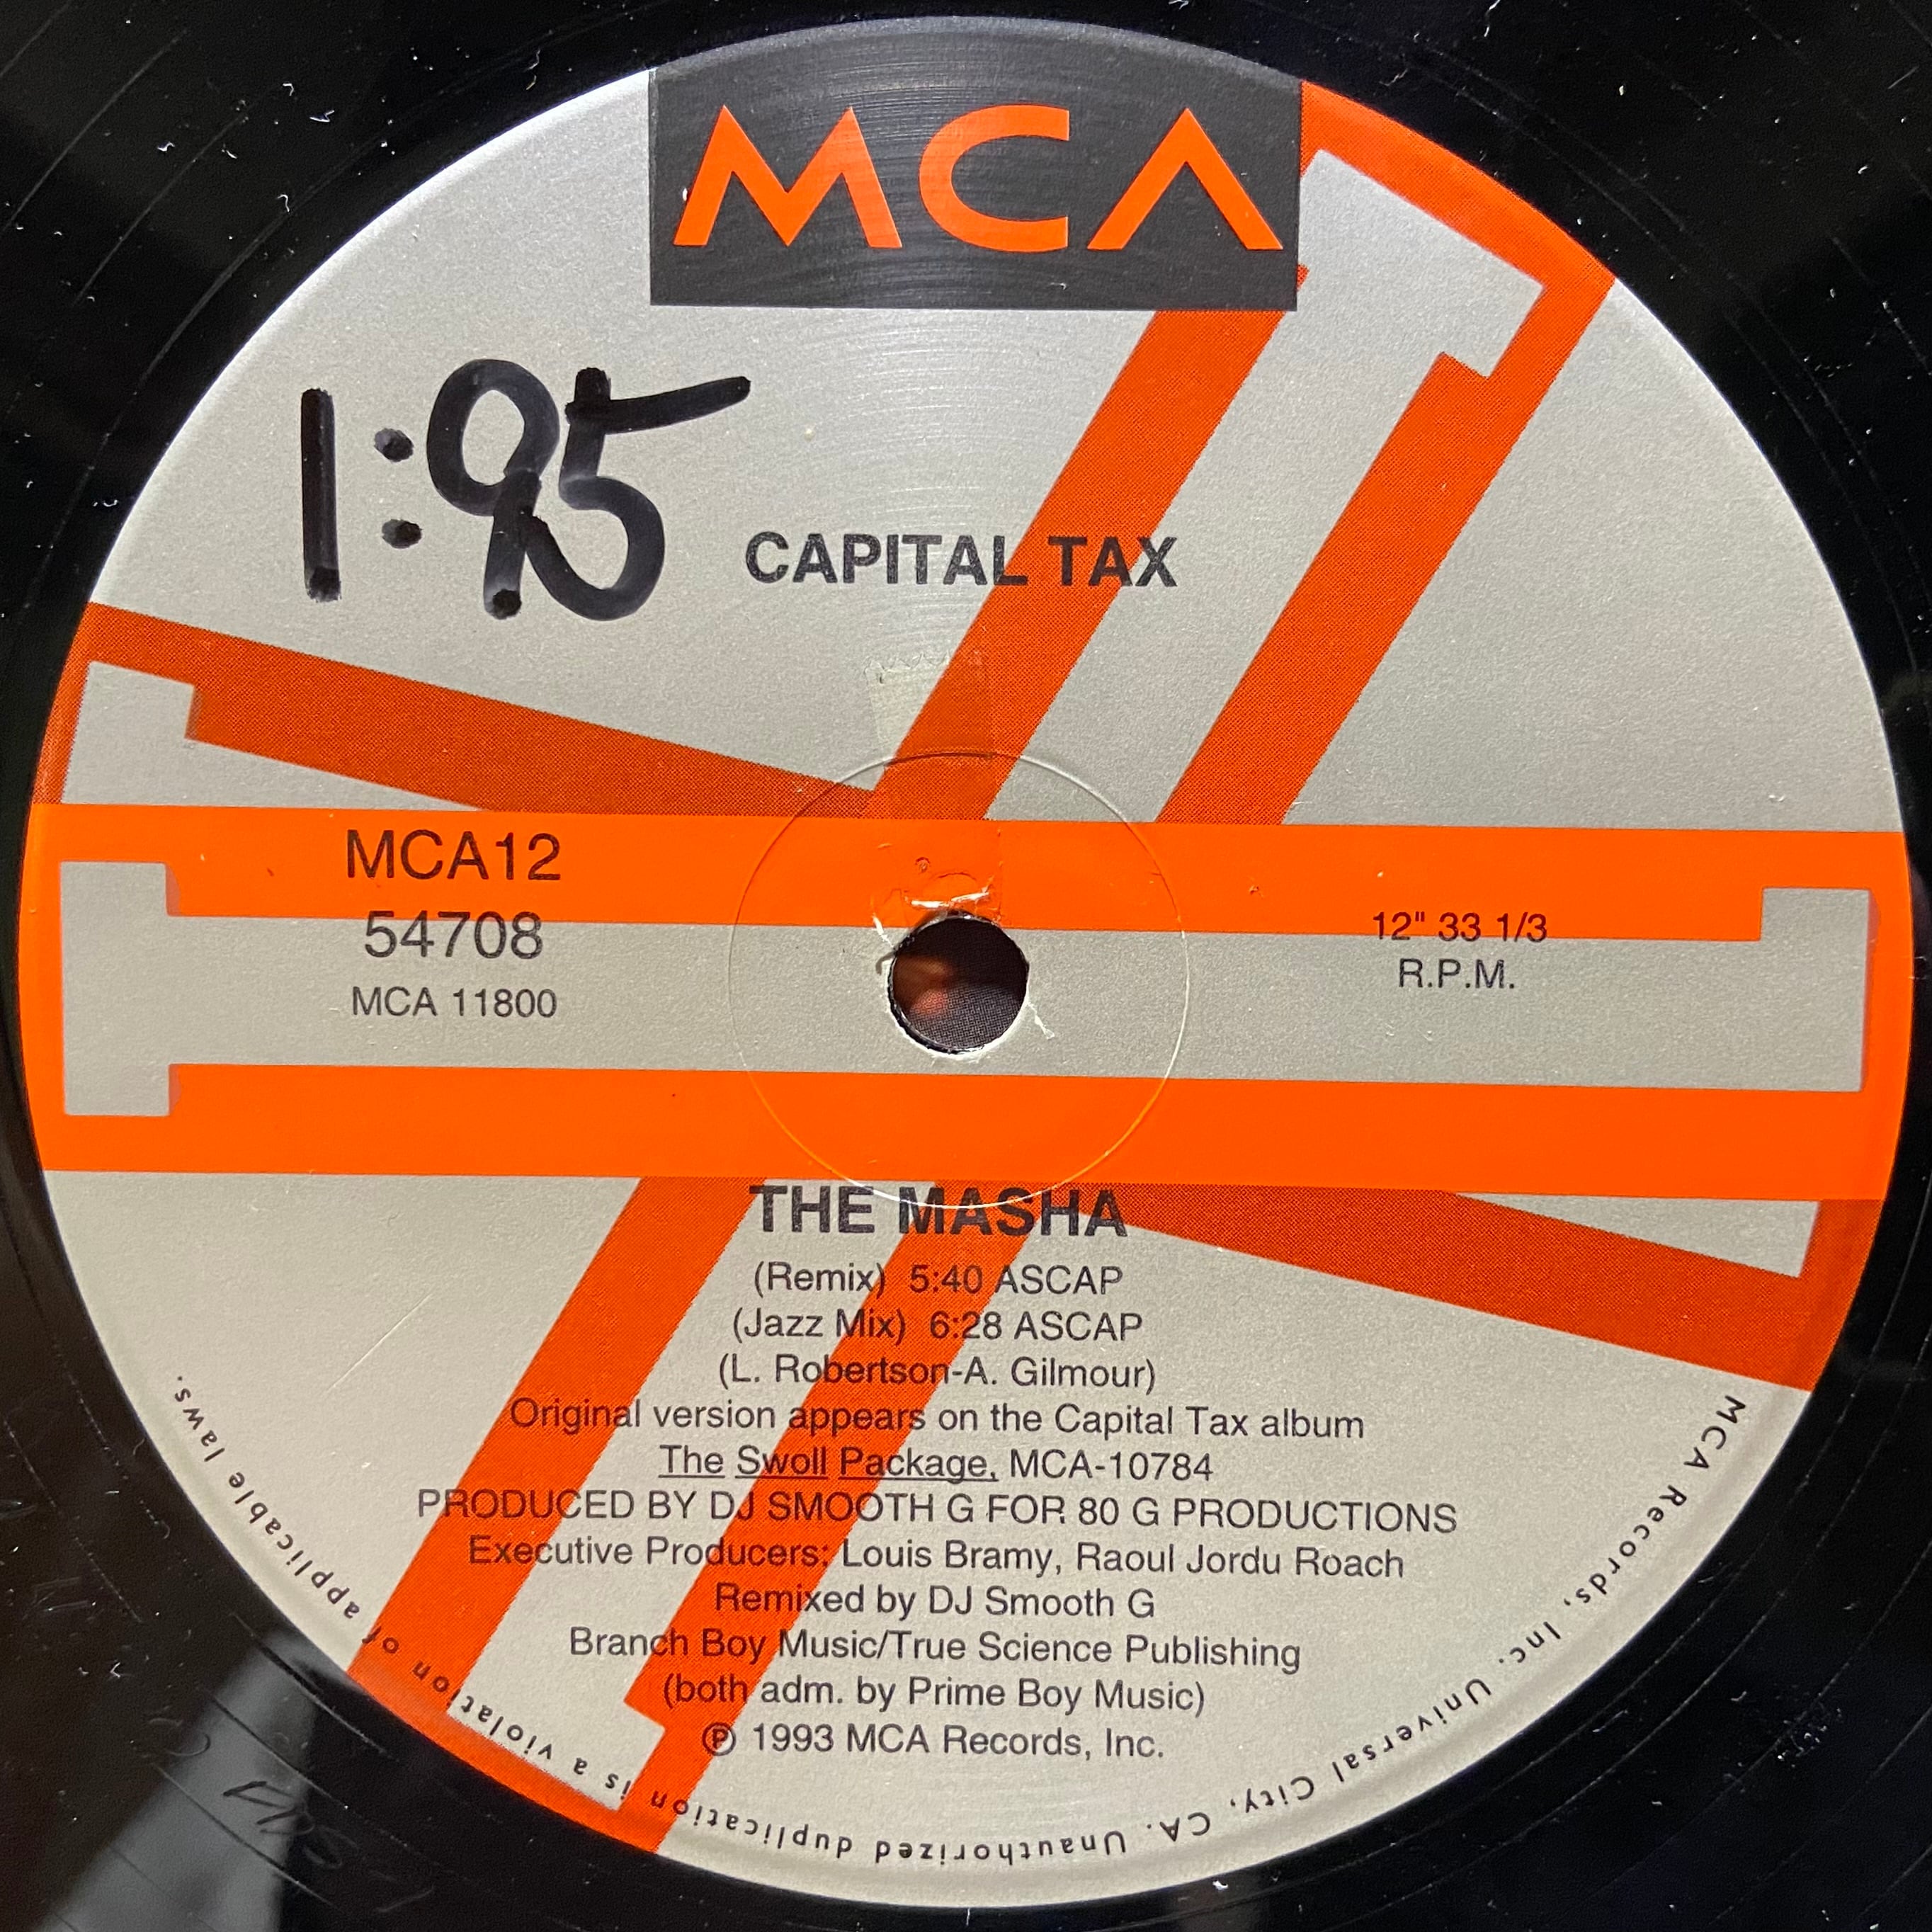 MCA
1:95
CAPITAL TAX
MCA12
54708
MCA 11800
12" 33 1/3
R.P.M.
THE MASHA
(Remix) 5:40 ASCAP
(Jazz Mix) 6:28 ASCAP
(L. Robertson-A. Gilmour)
Original version appears on the Capital Tax album
The Swoll Package, MCA-10784
PRODUCED BY DJ SMOOTH G FOR 80 G PRODUCTIONS
Executive Producers: Louis Bramy, Raoul Jordu Roach
Remixed by DJ Smooth G
Branch Boy Music/True Science Publishing
(both adm. by Prime Boy Music)
℗ 1993 MCA Records, Inc.
MCA Records, Inc. Universal City, CA. Unauthorized duplication is a violation of applicable laws.